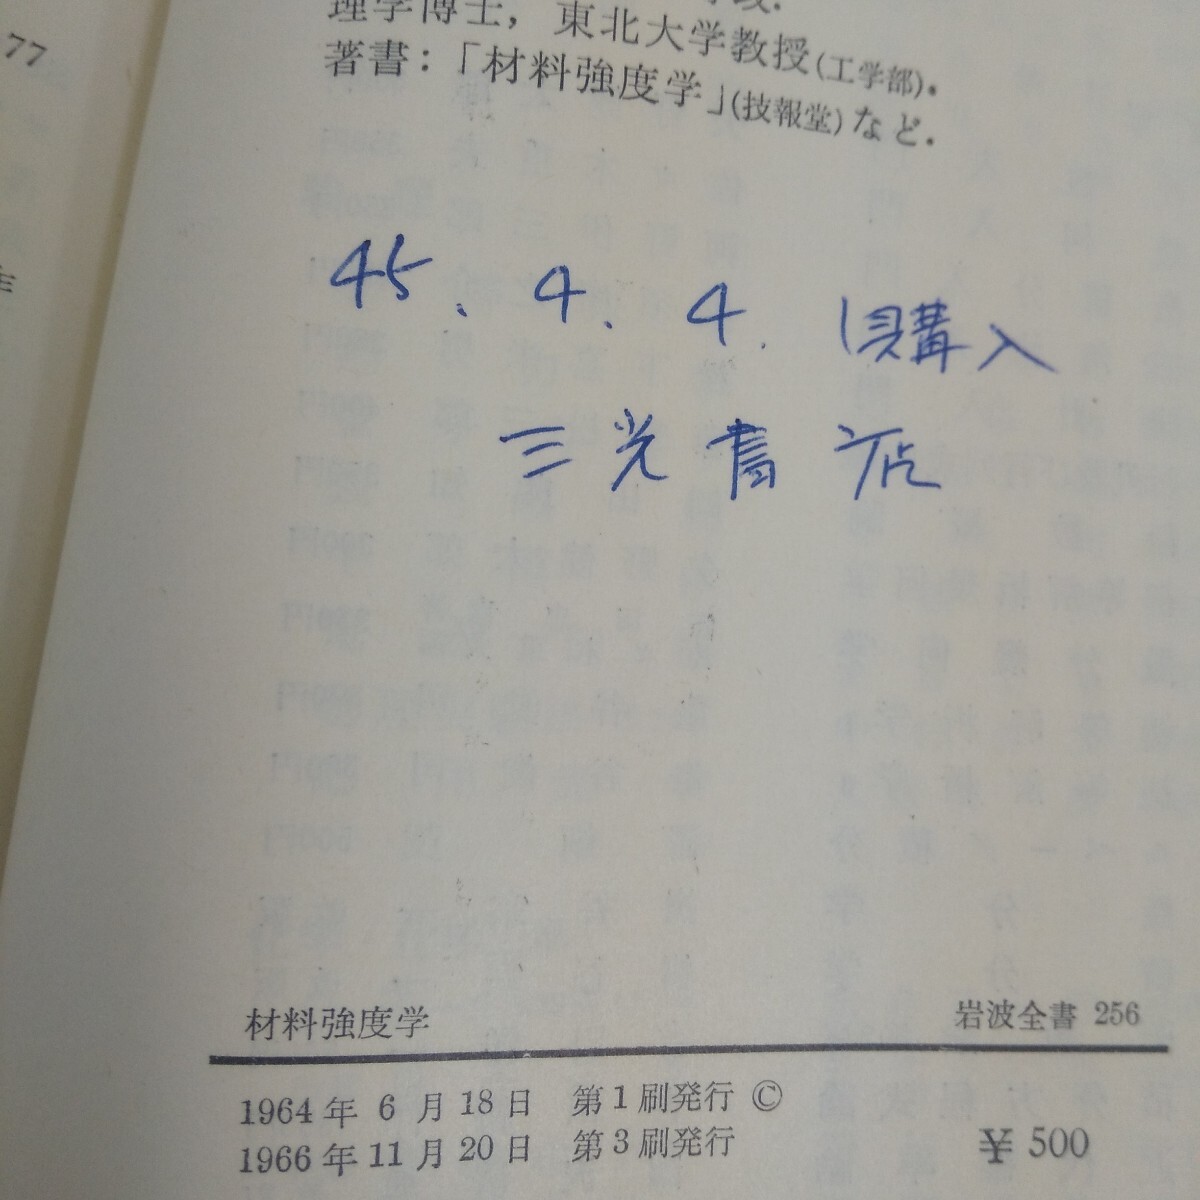 77
理学博士，東北大学教授(工学部)．
著書：「材料強度学」(技報堂)など．
45．4．4．購入
三光書店
材料強度学 岩波全書 256
1964年 6月18日 第1刷発行 ©
1966年11月20日 第3刷発行 ¥500